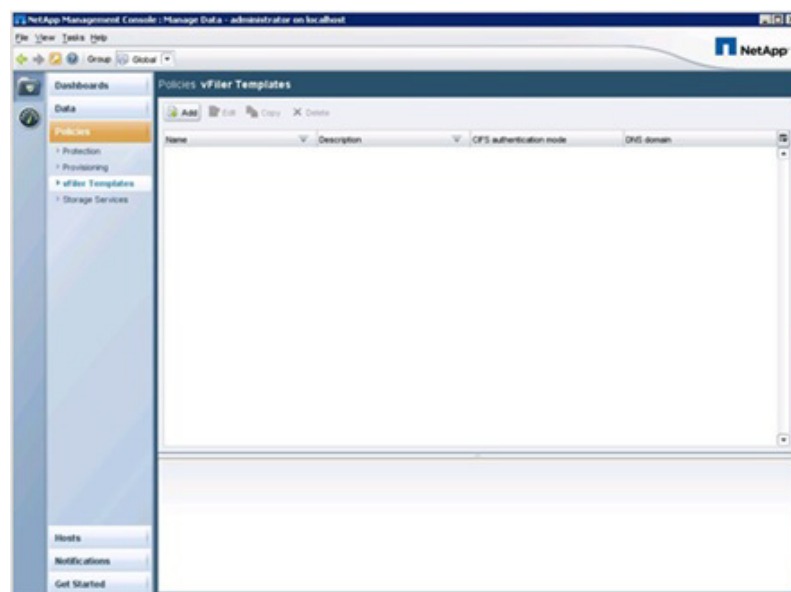 NetApp Management Console : Manage Data - administrator on localhost
File View Tasks Help
Group Global
NetApp
Dashboards
Data
Policies
Protection
Provisioning
vFiler Templates
Storage Services
Hosts
Notifications
Get Started
Policies vFiler Templates
Add Edit Copy Delete
Name Description CIFS authentication mode DNS domain